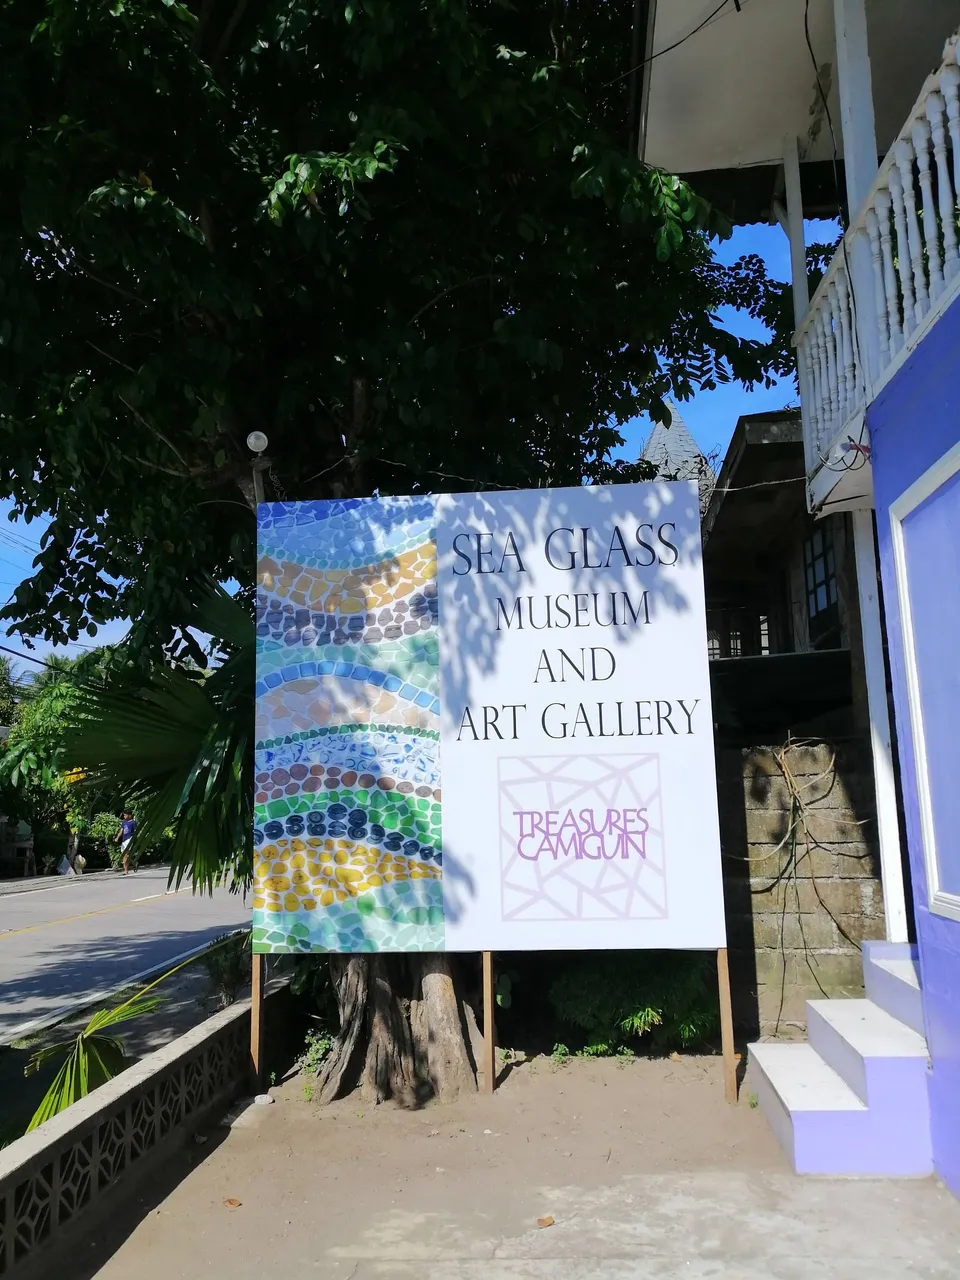 SEA GLASS
MUSEUM
AND
ART GALLERY
TREASURES
CAMIGUIN